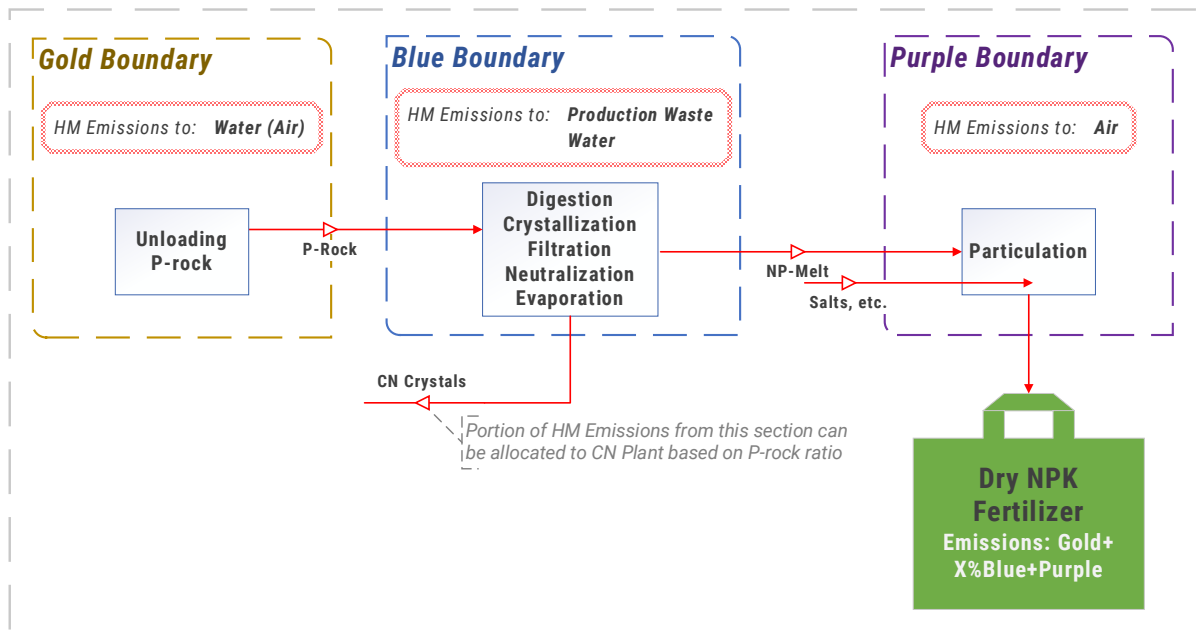 Gold Boundary
HM Emissions to: Water (Air)
Unloading
P-rock
P-Rock
Blue Boundary
HM Emissions to: Production Waste
Water
Digestion
Crystallization
Filtration
Neutralization
Evaporation
NP-Melt
Salts, etc.
CN Crystals
Portion of HM Emissions from this section can
be allocated to CN Plant based on P-rock ratio
Purple Boundary
HM Emissions to: Air
Particulation
Dry NPK
Fertilizer
Emissions: Gold+
X%Blue+Purple